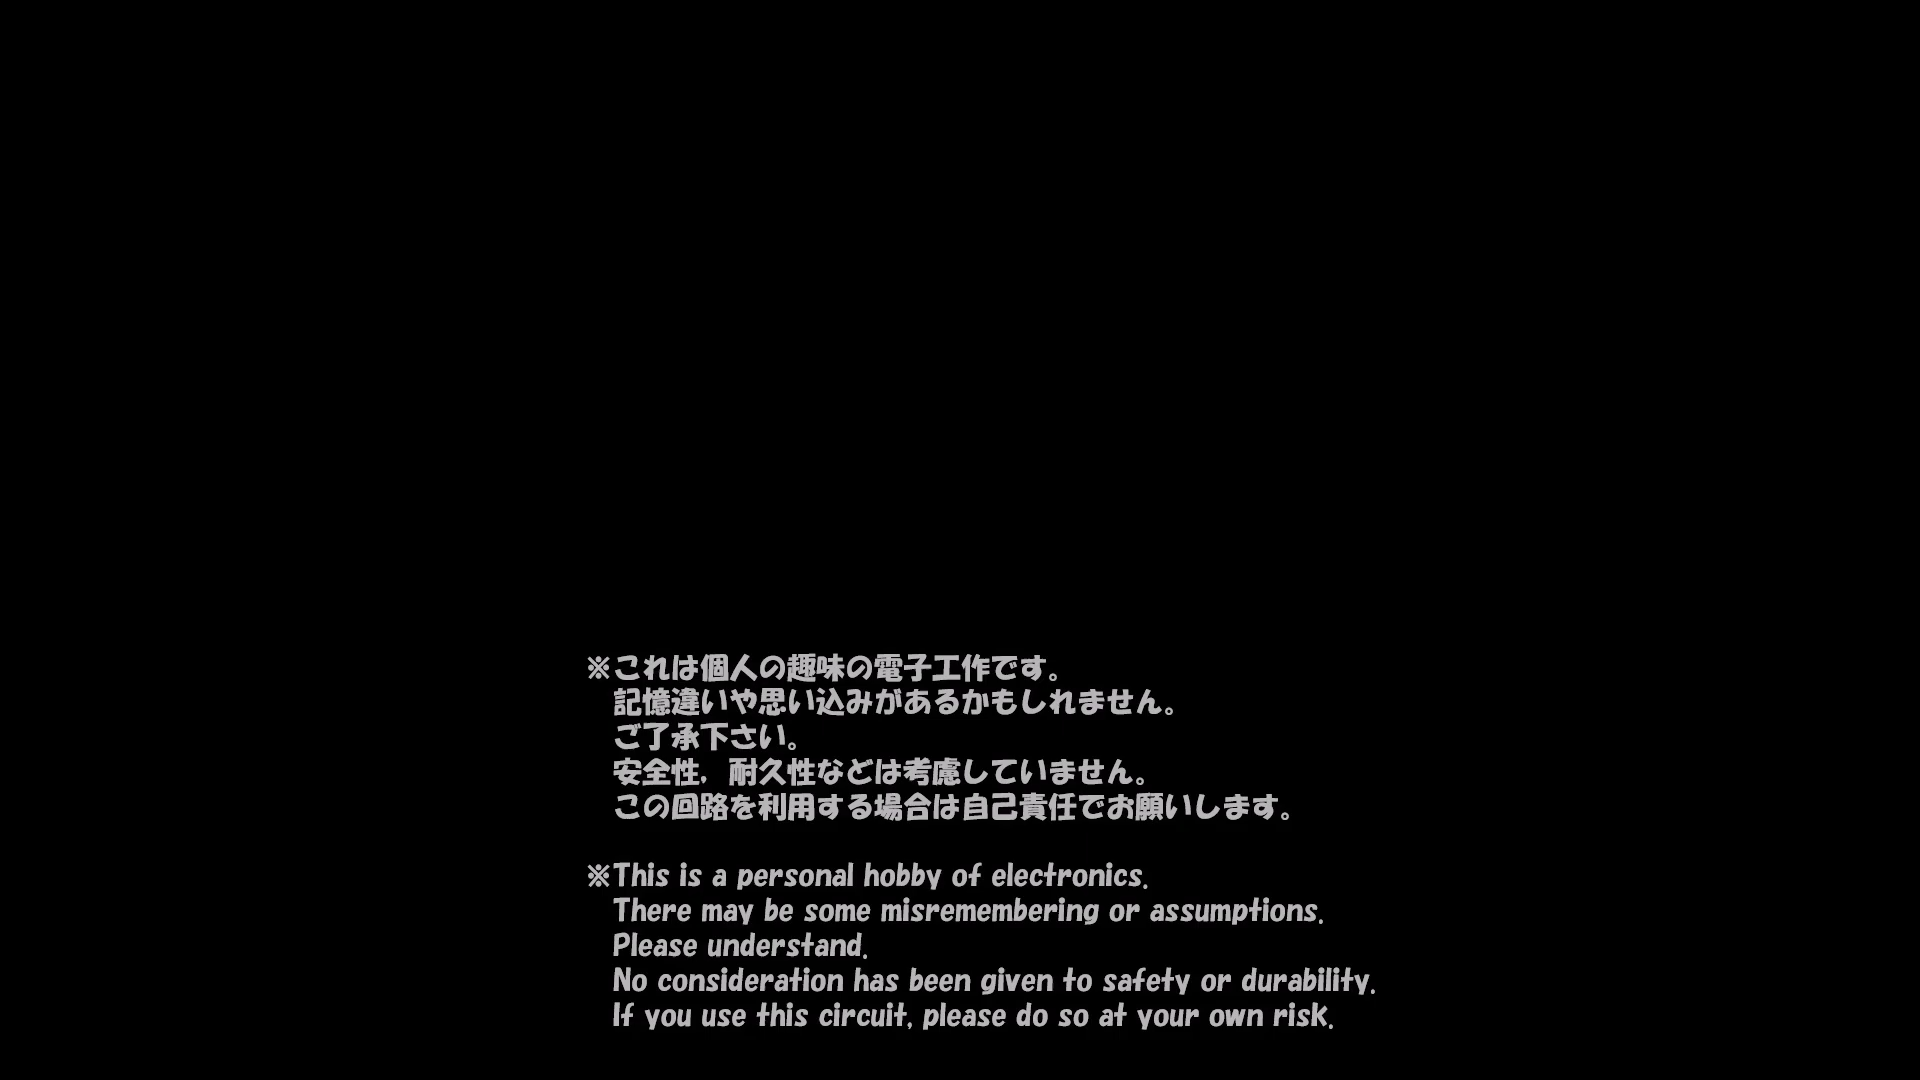 ※これは個人の趣味の電子工作です。
記憶違いや思い込みがあるかもしれません。
ご了承下さい。
安全性，耐久性などは考慮していません。
この回路を利用する場合は自己責任でお願いします。
※This is a personal hobby of electronics.
There may be some misremembering or assumptions.
Please understand.
No consideration has been given to safety or durability.
If you use this circuit, please do so at your own risk.